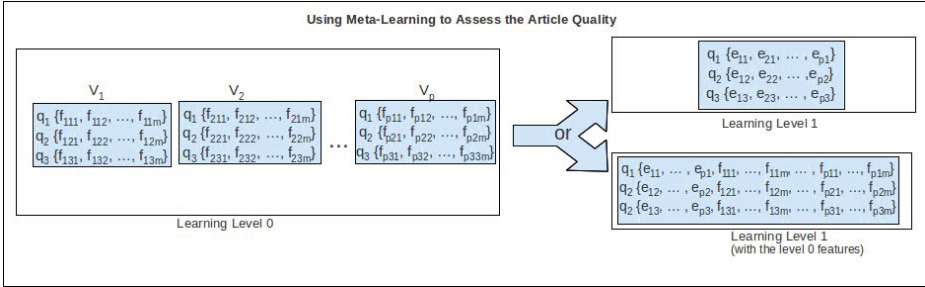 Using Meta-Learning to Assess the Article Quality
V1
q1 {f111, f112, ..., f11m}
q2 {f121, f122, ..., f12m}
q3 {f131, f132, ..., f13m}
V2
q1 {f211, f212, ..., f21m}
q2 {f221, f222, ..., f22m}
q3 {f231, f232, ..., f23m}
...
Vp
q1 {fp11, fp12, ..., fp1m}
q2 {fp21, fp22, ..., fp2m}
q3 {fp31, fp32, ..., fp33m}
Learning Level 0
or
q1 {e11, e21, ... , ep1}
q2 {e12, e22, ... ,ep2}
q3 {e13, e23, ... , ep3}
Learning Level 1
q1 {e11, ... , ep1, f111, ..., f11m, ... , fp11, ..., fp1m}
q2 {e12, ... , ep2, f121, ..., f12m, ... , fp21, ..., fp2m}
q2 {e13, ... , ep3, f131, ..., f13m, ... , fp31, ...., fp3m}
Learning Level 1
(with the level 0 features)